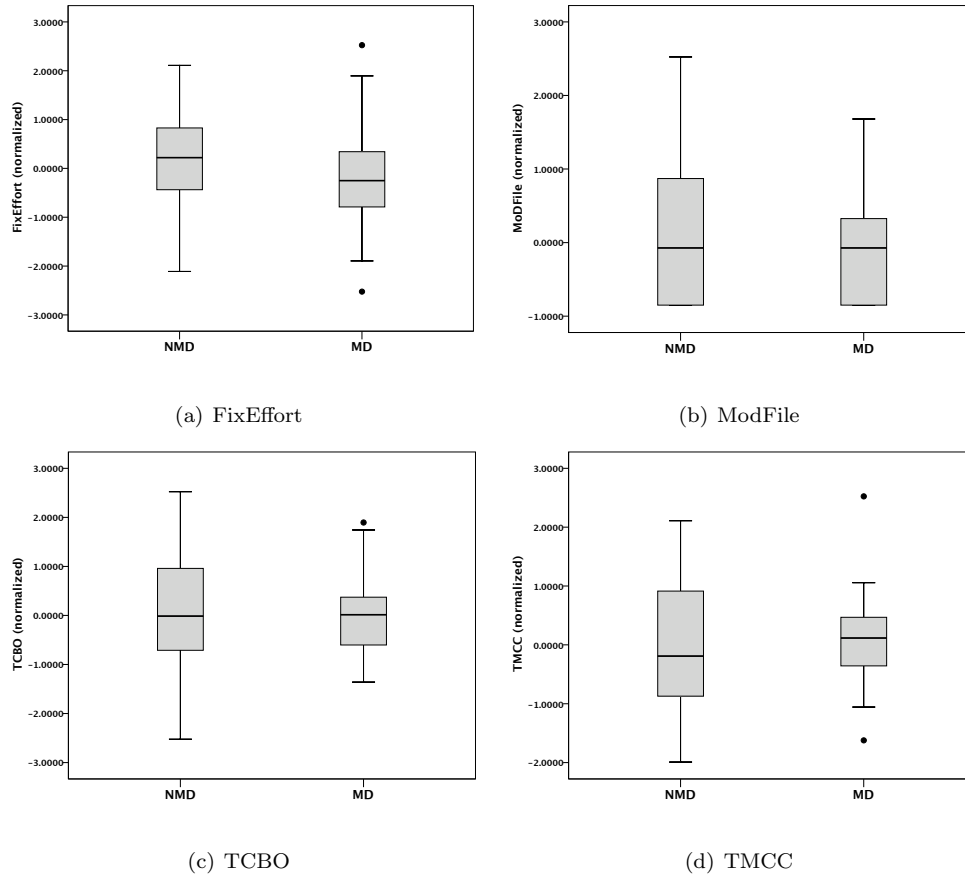 FixEffort (normalized)
3.0000
2.0000
1.0000
0.0000
-1.0000
-2.0000
-3.0000
NMD
MD
(a) FixEffort
MoDFile (normalized)
3.0000
2.0000
1.0000
0.0000
-1.0000
NMD
MD
(b) ModFile
TCBO (normalized)
3.0000
2.0000
1.0000
0.0000
-1.0000
-2.0000
-3.0000
NMD
MD
(c) TCBO
TMCC (normalized)
3.0000
2.0000
1.0000
0.0000
-1.0000
-2.0000
NMD
MD
(d) TMCC